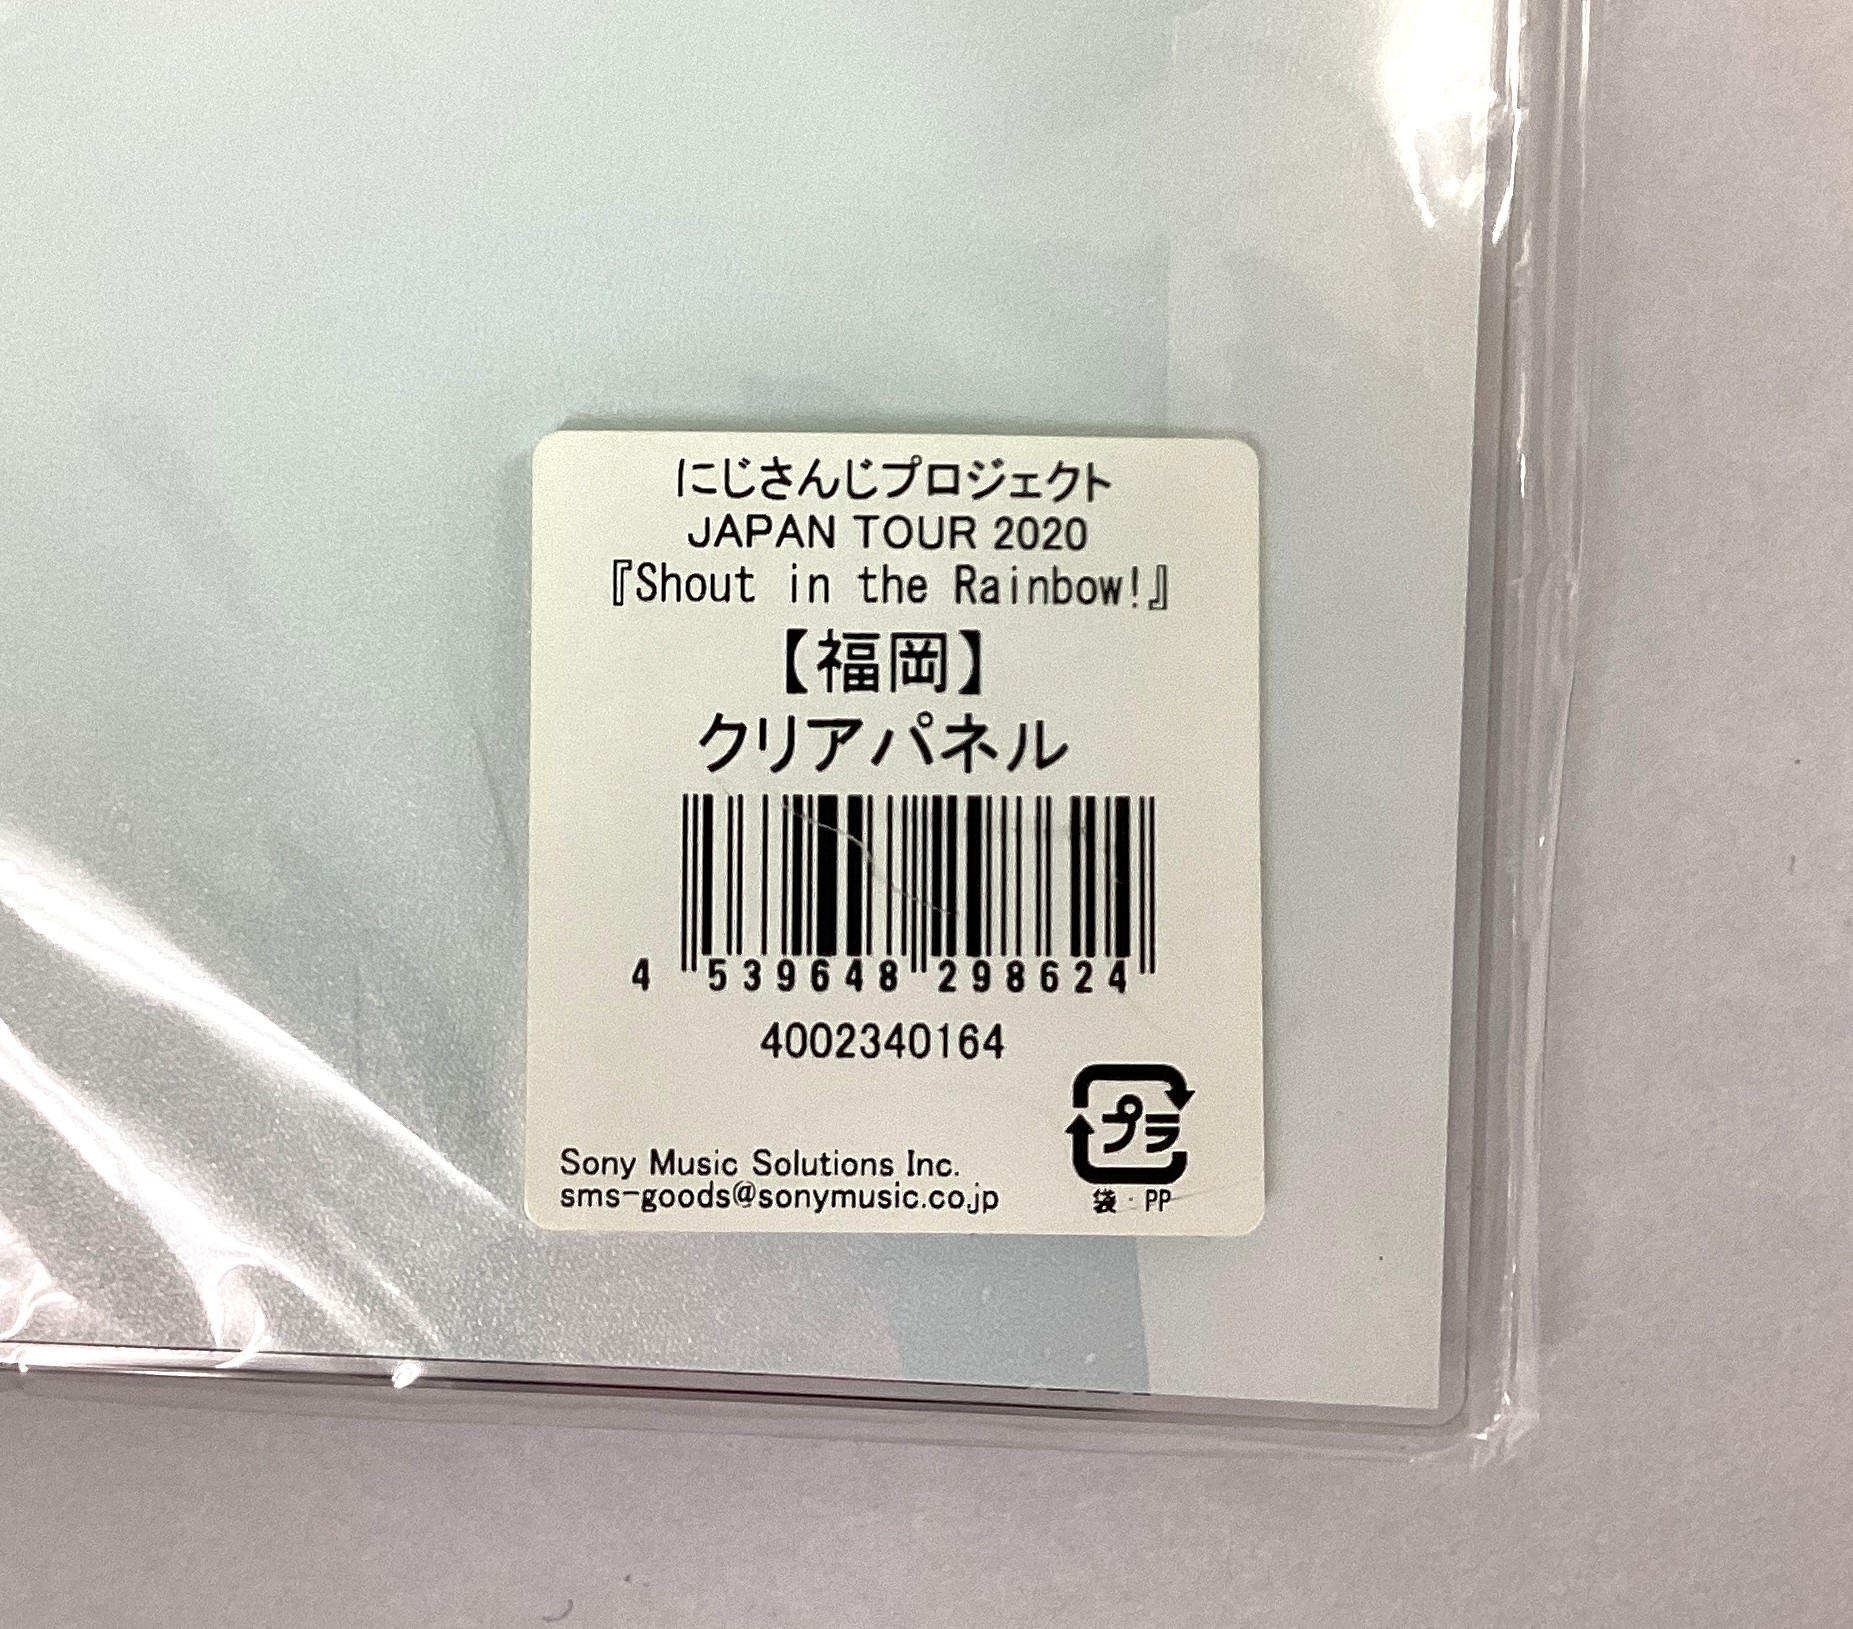 にじさんじプロジェクト
JAPAN TOUR 2020
『Shout in the Rainbow!』
【福岡】
クリアパネル
4 539648 298624
4002340164
プラ
袋・PP
Sony Music Solutions Inc.
sms-goods@sonymusic.co.jp